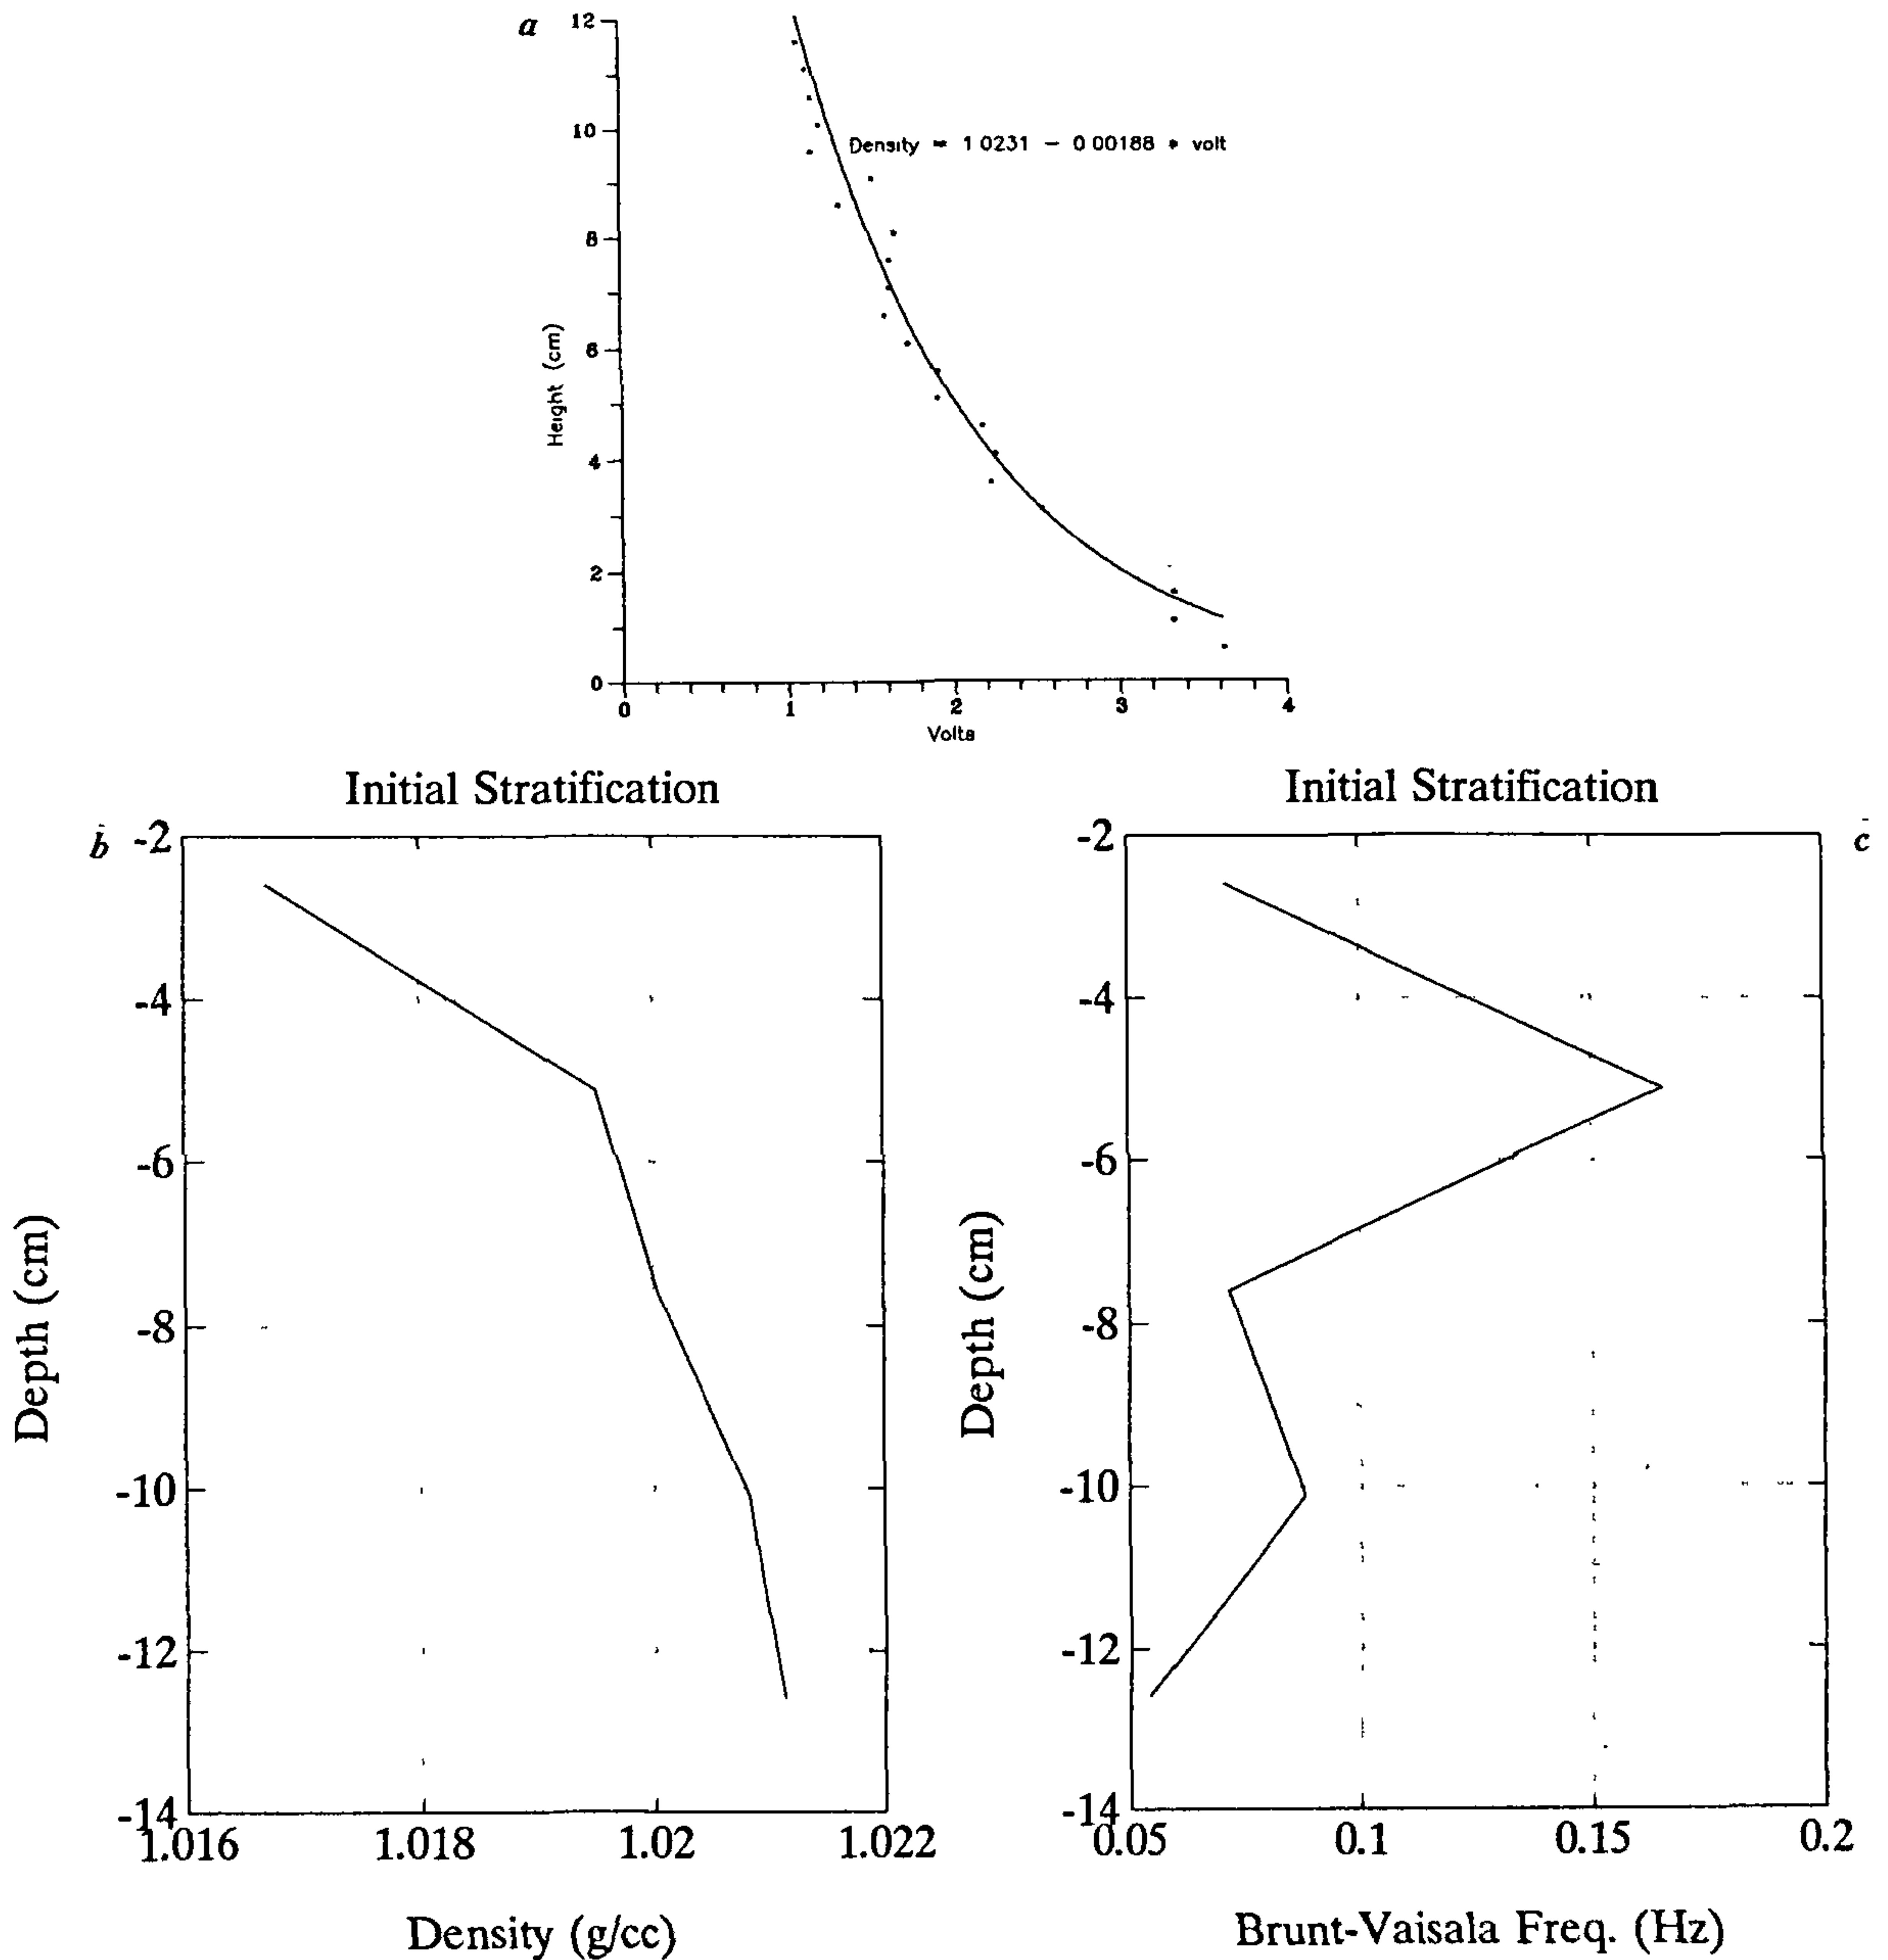 a
12
10
Density = 1 0231 - 0 00188 * volt
8
6
4
2
0
Height (cm)
0 1 2 3 4
Volts
Initial Stratification
b
-2
-4
-6
-8
-10
-12
-14
Depth (cm)
1.016 1.018 1.02 1.022
Density (g/cc)
Initial Stratification
c
-2
-4
-6
-8
-10
-12
-14
Depth (cm)
0.05 0.1 0.15 0.2
Brunt-Vaisala Freq. (Hz)